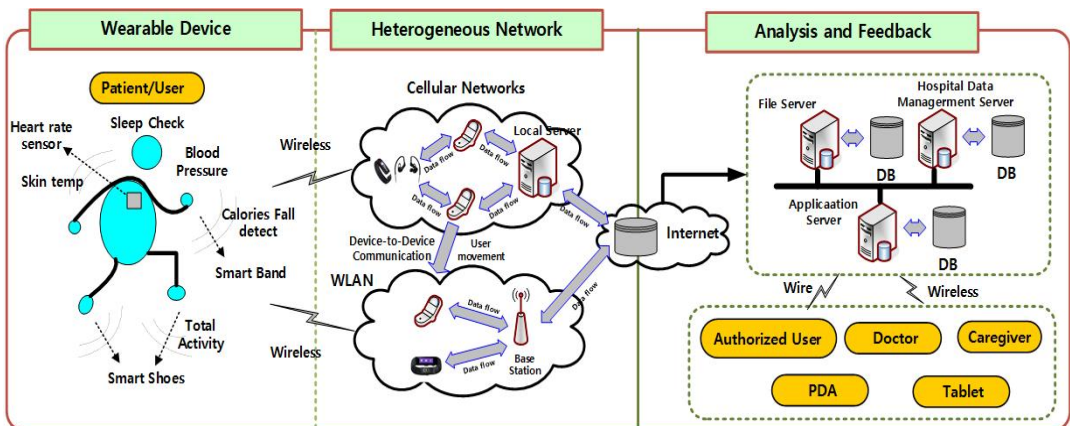 Wearable Device
Heterogeneous Network
Analysis and Feedback
Patient/User
Sleep Check
Heart rate
sensor
Skin temp
Blood
Pressure
Calories Fall
detect
Smart Band
Total
Activity
Smart Shoes
Wireless
Wireless
Cellular Networks
Local Server
Data flow
Data flow
Data flow
Data flow
Data flow
Device-to-Device
Communication
User
movement
WLAN
Data flow
Data flow
Data flow
Base
Station
Internet
File Server
Hospital Data
Management Server
DB
DB
Applicaation
Server
DB
Wire
Wireless
Authorized User
Doctor
Caregiver
PDA
Tablet